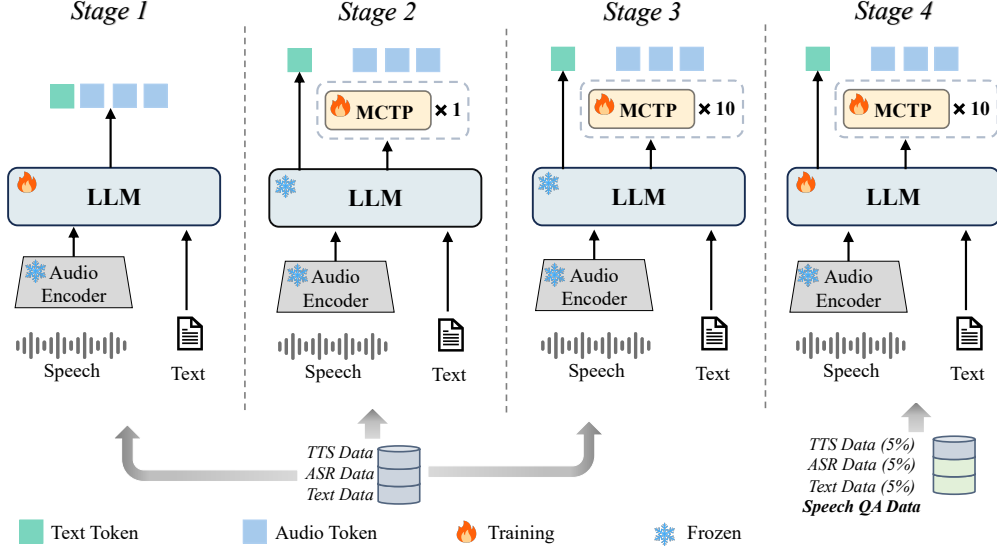 Stage 1
Stage 2
Stage 3
Stage 4
MCTP × 1
MCTP × 10
MCTP × 10
LLM
LLM
LLM
LLM
Audio
Encoder
Audio
Encoder
Audio
Encoder
Audio
Encoder
Speech
Text
Speech
Text
Speech
Text
Speech
Text
TTS Data
ASR Data
Text Data
TTS Data (5%)
ASR Data (5%)
Text Data (5%)
Speech QA Data
Text Token
Audio Token
Training
Frozen